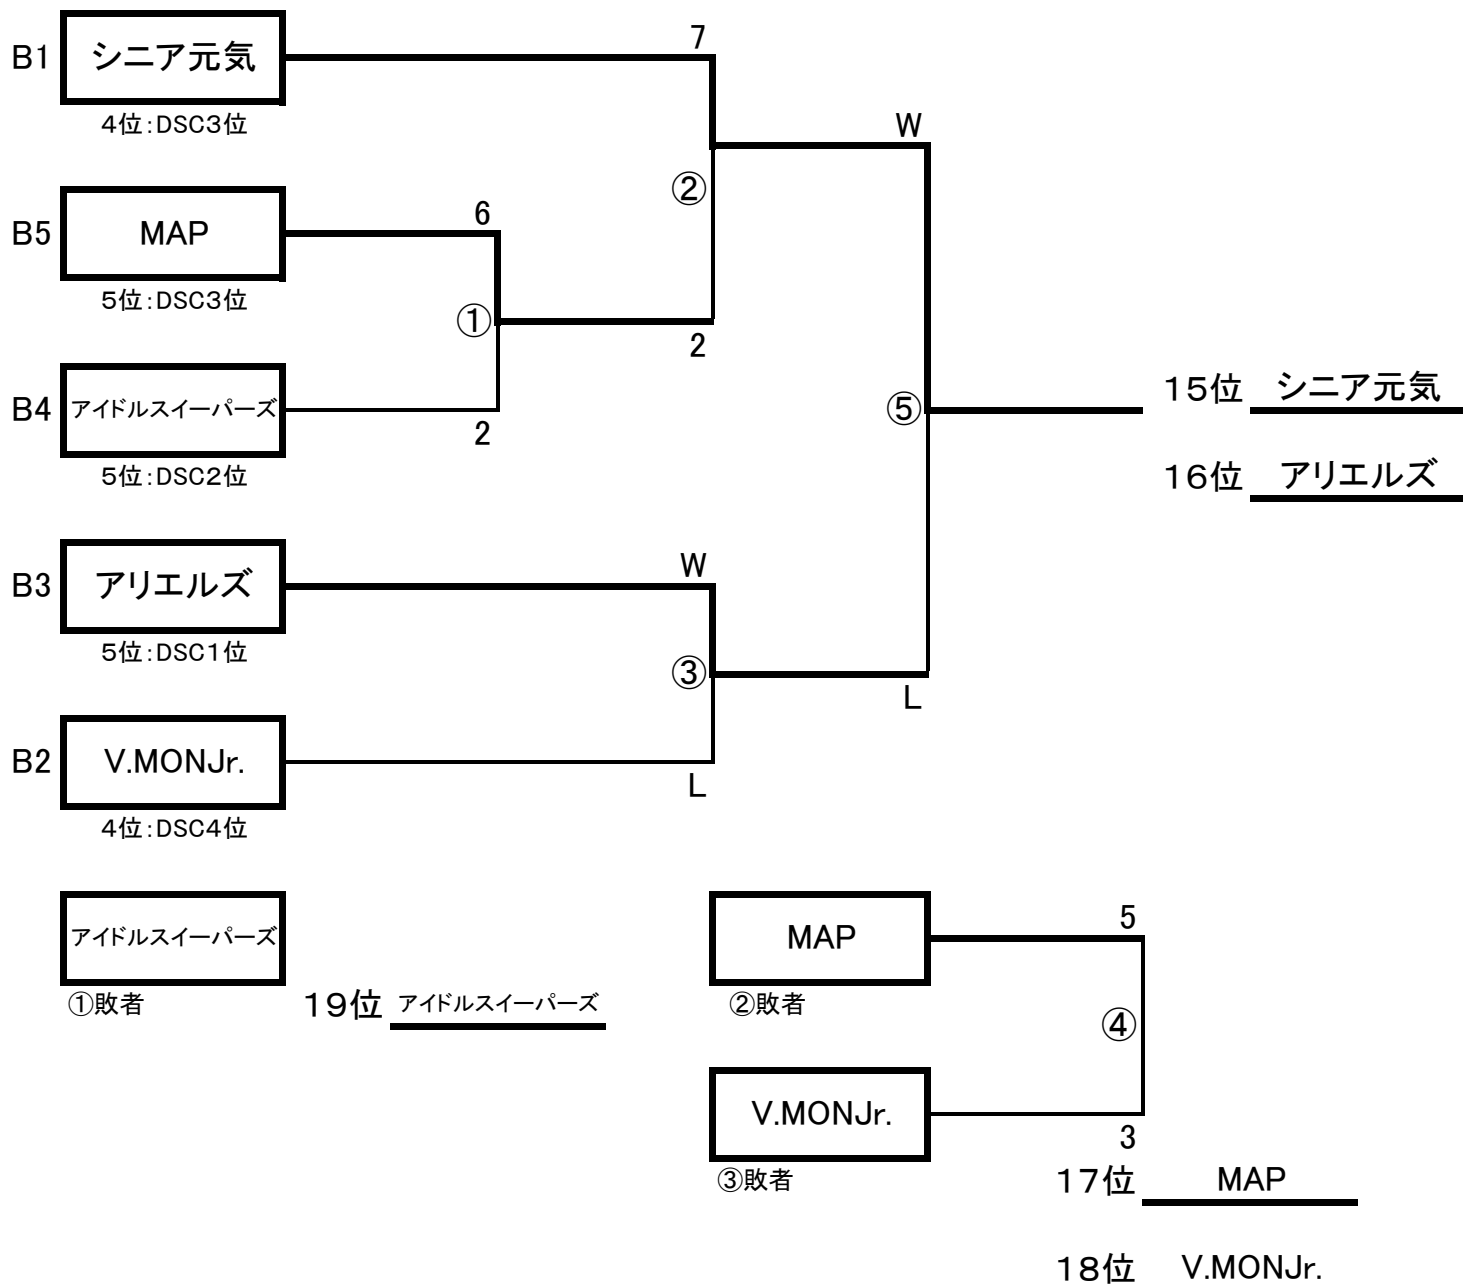 7
B1 シニア元気
4位:DSC3位
W
②
6
B5 MAP
5位:DSC3位
①
2
B4 アイドルスイーパーズ
2
5位:DSC2位
⑤
15位 シニア元気
16位 アリエルズ
W
B3 アリエルズ
5位:DSC1位
③
L
B2 V.MONJr.
L
4位:DSC4位
アイドルスイーパーズ
①敗者
19位 アイドルスイーパーズ
5
MAP
②敗者
④
V.MONJr.
3
③敗者
17位 MAP
18位 V.MONJr.